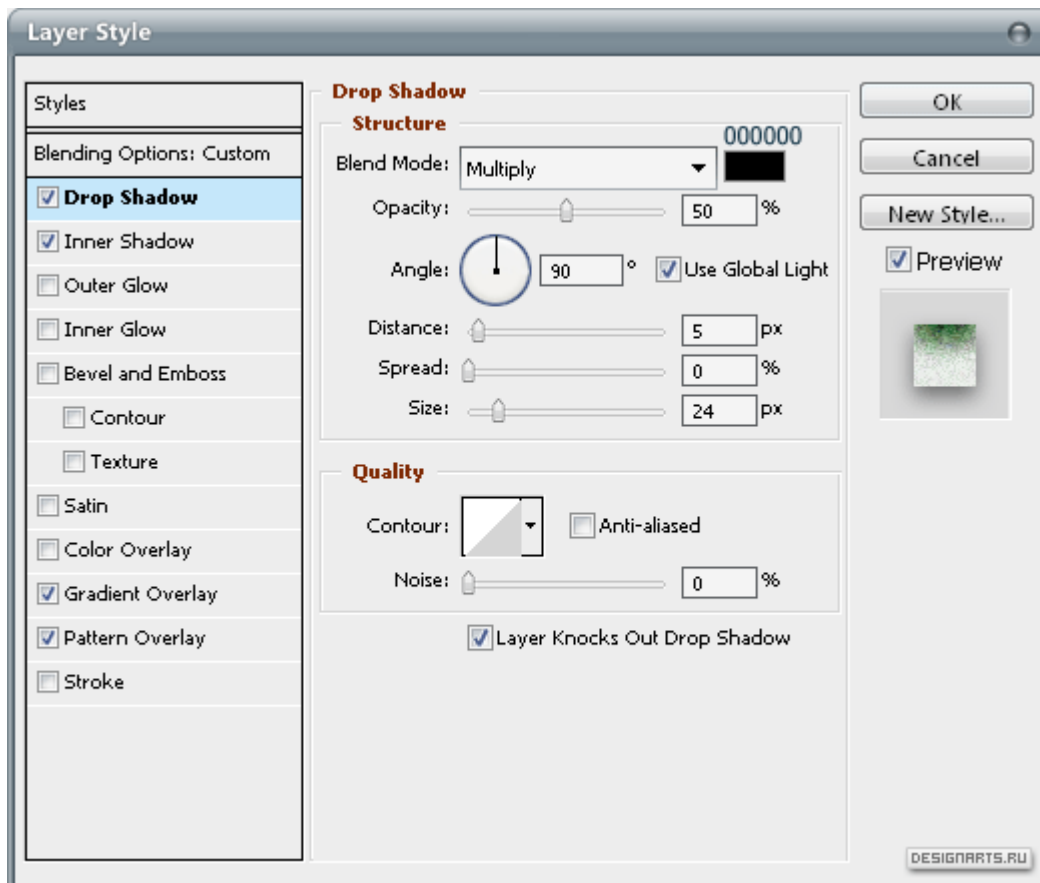 Layer Style
Styles
Blending Options: Custom
Drop Shadow
Inner Shadow
Outer Glow
Inner Glow
Bevel and Emboss
Contour
Texture
Satin
Color Overlay
Gradient Overlay
Pattern Overlay
Stroke
Drop Shadow
Structure
000000
Blend Mode: Multiply
Opacity: 50 %
Angle: 90 ° Use Global Light
Distance: 5 px
Spread: 0 %
Size: 24 px
Quality
Contour: Anti-aliased
Noise: 0 %
Layer Knocks Out Drop Shadow
OK
Cancel
New Style...
Preview
DESIGNARTS.RU